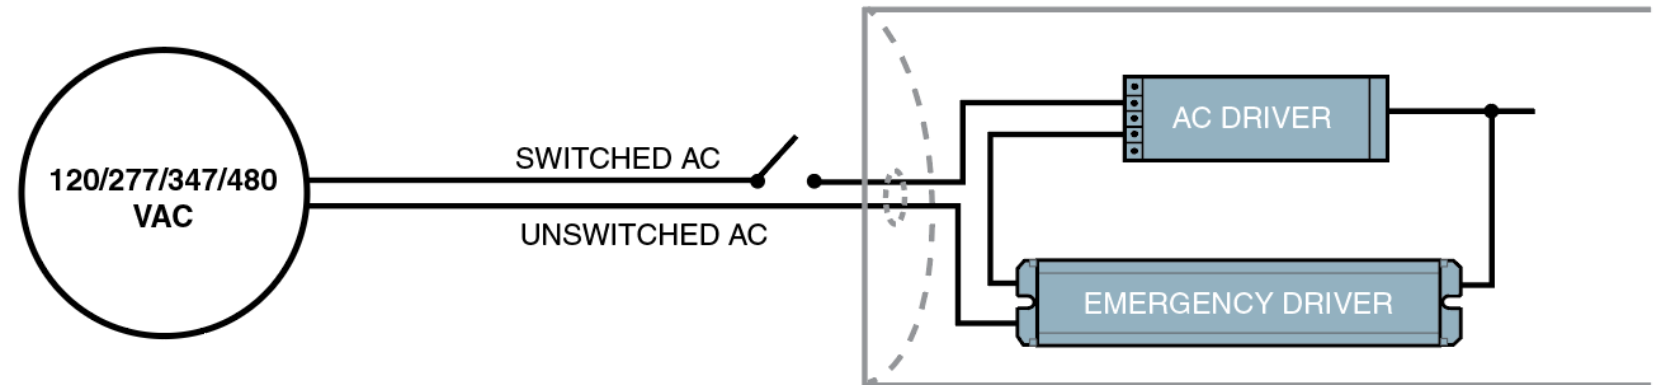 120/277/347/480
VAC
SWITCHED AC
UNSWITCHED AC
AC DRIVER
EMERGENCY DRIVER